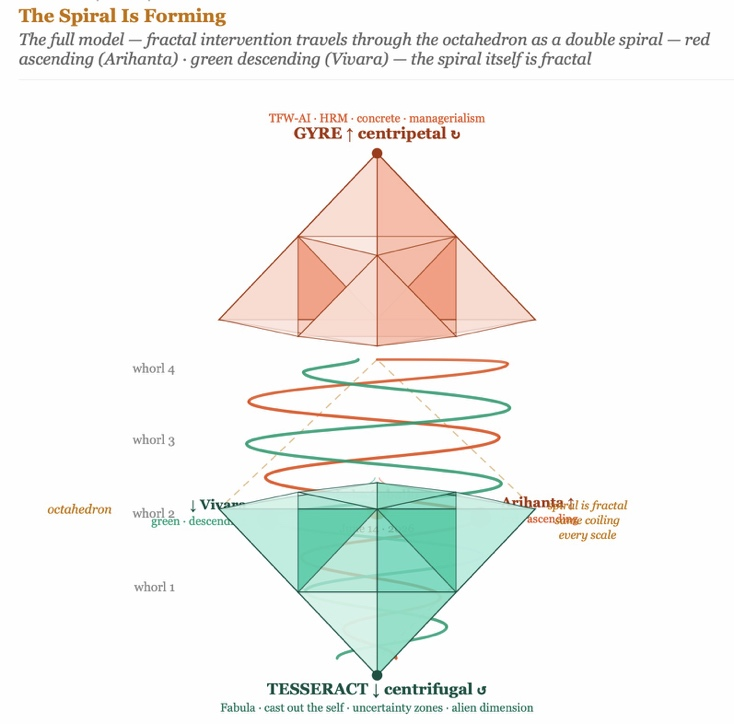 The Spiral Is Forming
The full model — fractal intervention travels through the octahedron as a double spiral — red
ascending (Arihanta) · green descending (Vivara) — the spiral itself is fractal
TFW-AI · HRM · concrete · managerialism
GYRE ↑ centripetal ↻
whorl 4
whorl 3
↓ Vivara
Arihanta ↑
octahedron
whorl 2
green · descend
spiral is fractal
ascending
same coiling
every scale
whorl 1
TESSERACT ↓ centrifugal ↺
Fabula · cast out the self · uncertainty zones · alien dimension